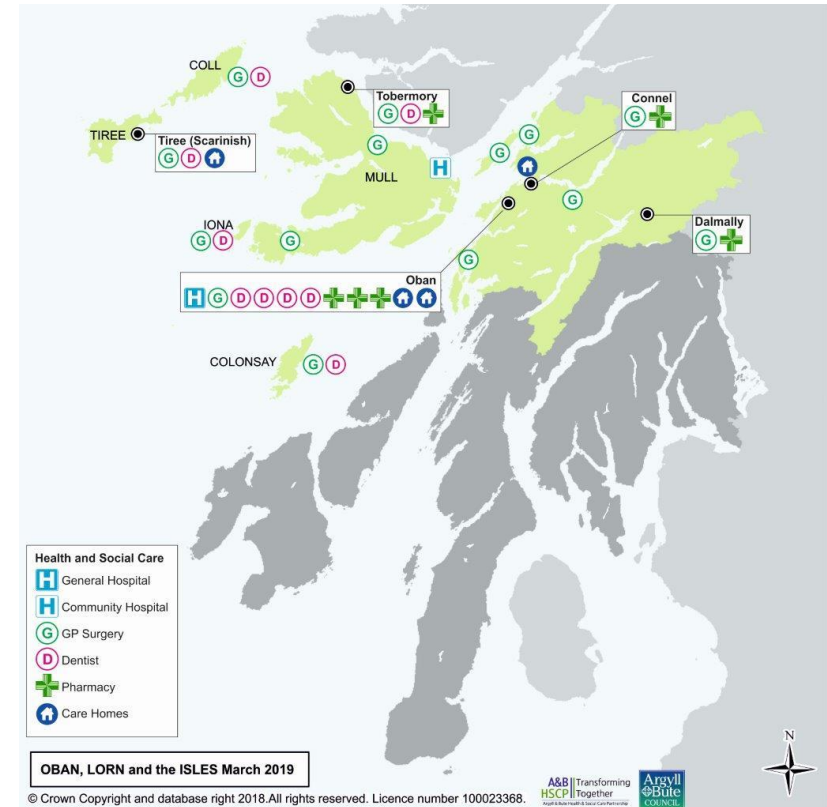 COLL
G D
Tobermory
G D
Connel
G
TIREE
Tiree (Scarinish)
G D
G
G
G
H
MULL
G
Dalmally
G
IONA
G D
G
G
Oban
H G D D D D
COLONSAY
G D
Health and Social Care
H General Hospital
H Community Hospital
G GP Surgery
D Dentist
Pharmacy
Care Homes
N
OBAN, LORN and the ISLES March 2019
A&B Transforming
HSCP Together
Argyll & Bute Health & Social Care Partnership
Argyll
&Bute
COUNCIL
© Crown Copyright and database right 2018.All rights reserved. Licence number 100023368.